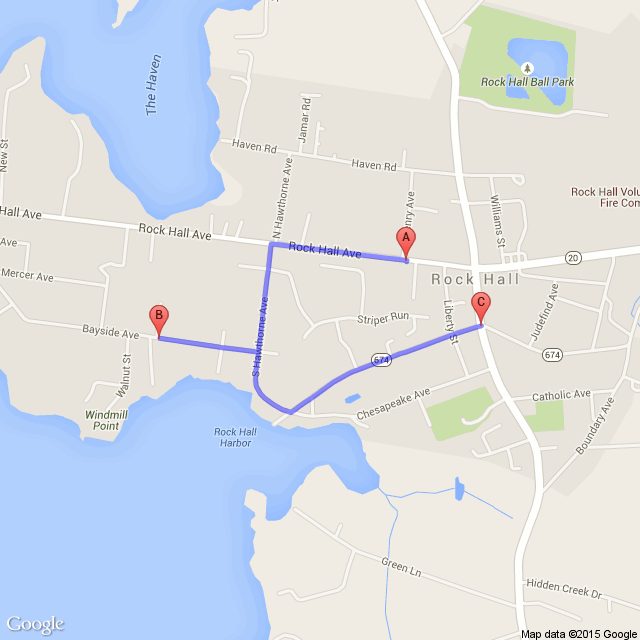 The Haven
Rock Hall Ball Park
New St
Jamar Rd
Haven Rd
Haven Rd
Rock Hall Volu
Fire Com
N Hawthorne Ave
enry Ave
Williams St
Hall Ave
Rock Hall Ave
Rock Hall Ave
A
20
Rock Hall
Ave
Mercer Ave
C
S Hawthorne Ave
Striper Run
Liberty St
Judefind Ave
B
Bayside Ave
674
674
Walnut St
Chesapeake Ave
Catholic Ave
Windmill
Point
Rock Hall
Harbor
Boundary Ave
Green Ln
Hidden Creek Dr
Google
Map data ©2015 Google